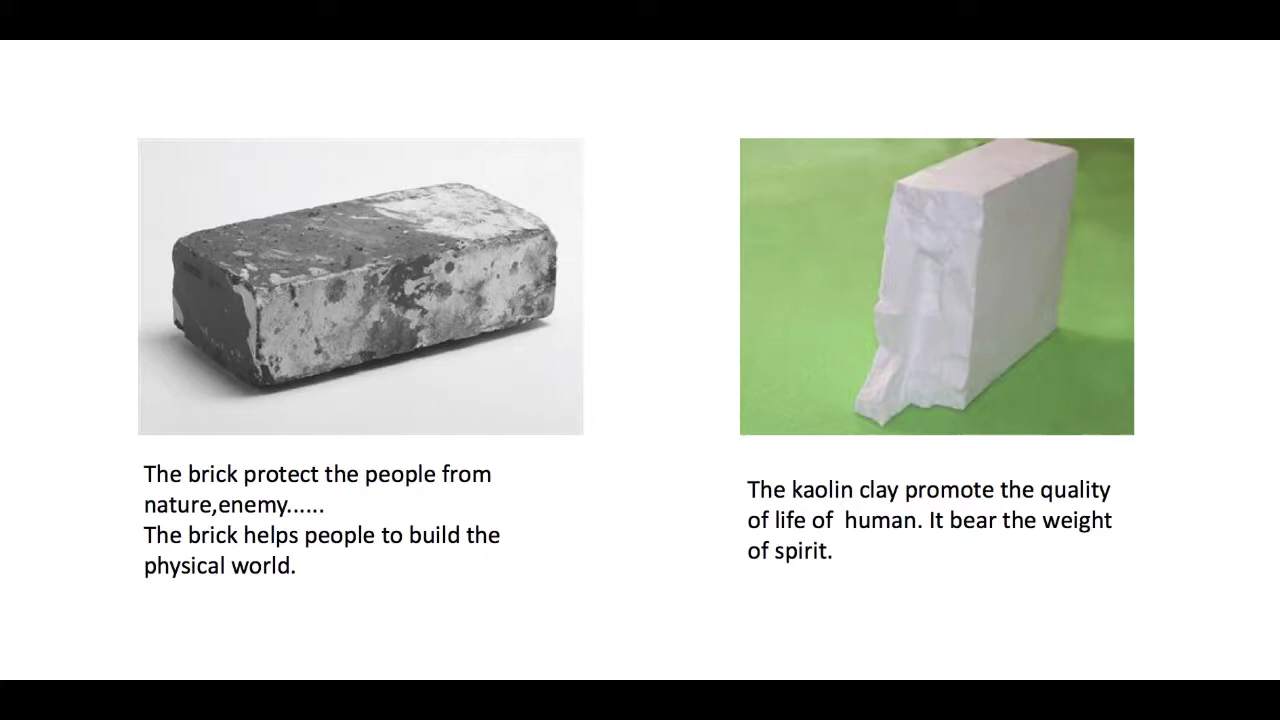 The brick protect the people from
nature,enemy......
The brick helps people to build the
physical world.
The kaolin clay promote the quality
of life of  human. It bear the weight
of spirit.